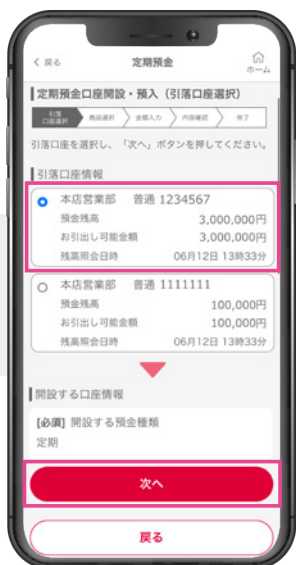 戻る
定期預金
ホーム
定期預金口座開設・預入（引落口座選択）
引落
口座選択
商品選択
金額入力
内容確認
完了
引落口座を選択し、「次へ」ボタンを押してください。
引落口座情報
本店営業部 普通 1234567
預金残高 3,000,000円
お引出し可能金額 3,000,000円
残高照会日時 06月12日 13時33分
本店営業部 普通 1111111
預金残高 100,000円
お引出し可能金額 100,000円
残高照会日時 06月12日 13時33分
開設する口座情報
[必須] 開設する預金種類
定期
次へ
戻る